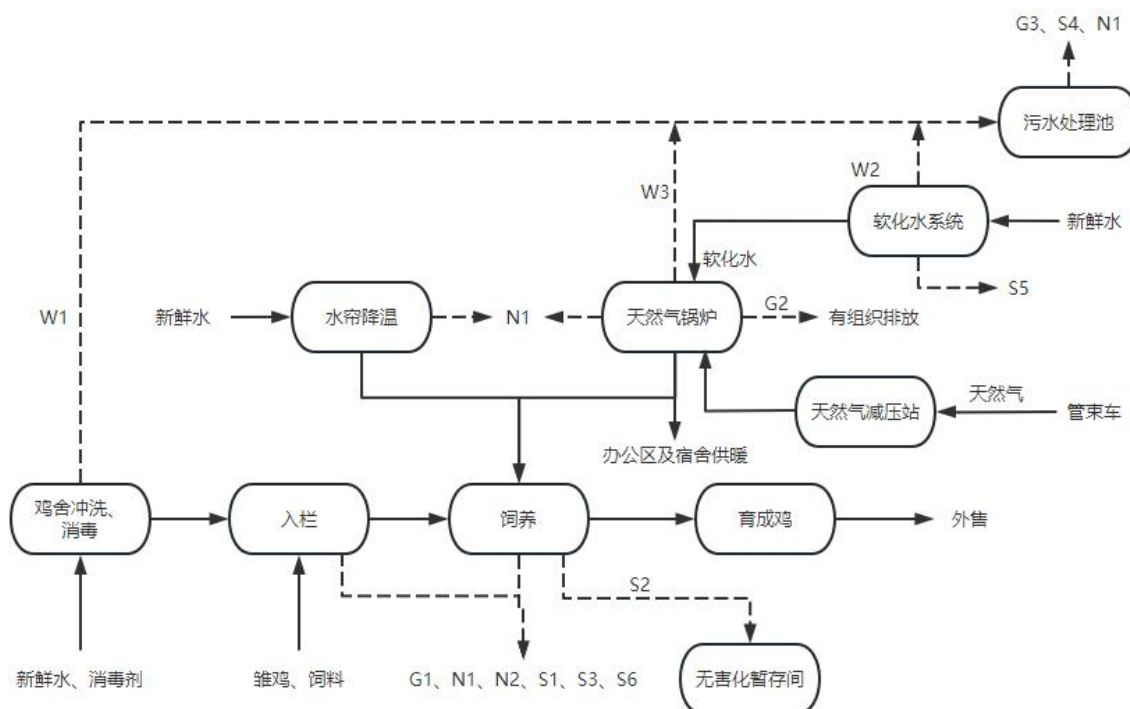 G3、S4、N1
污水处理池
W2
W3
软化水系统
新鲜水
软化水
S5
W1
新鲜水
水帘降温
N1
天然气锅炉
G2
有组织排放
天然气减压站
天然气
管束车
办公区及宿舍供暖
鸡舍冲洗、
消毒
入栏
饲养
育成鸡
外售
S2
新鲜水、消毒剂
雏鸡、饲料
G1、N1、N2、S1、S3、S6
无害化暂存间